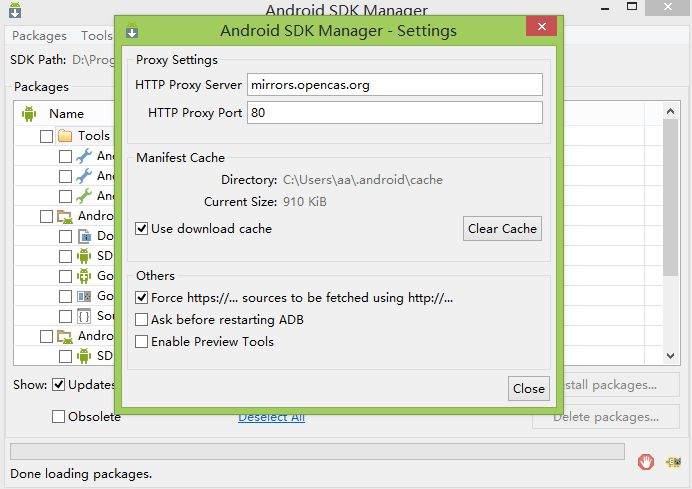 Android SDK Manager
Packages Tools
SDK Path: D:\Prog
Packages
Name
Tools
And
And
And
Androi
Do
SD
Go
Go
Sou
Androi
SD
Show: Updates
Obsolete Deselect All
Install packages...
Delete packages...
Done loading packages.
Android SDK Manager - Settings
Proxy Settings
HTTP Proxy Server mirrors.opencas.org
HTTP Proxy Port 80
Manifest Cache
Directory: C:\Users\aa\.android\cache
Current Size: 910 KiB
Use download cache Clear Cache
Others
Force https://... sources to be fetched using http://...
Ask before restarting ADB
Enable Preview Tools
Close